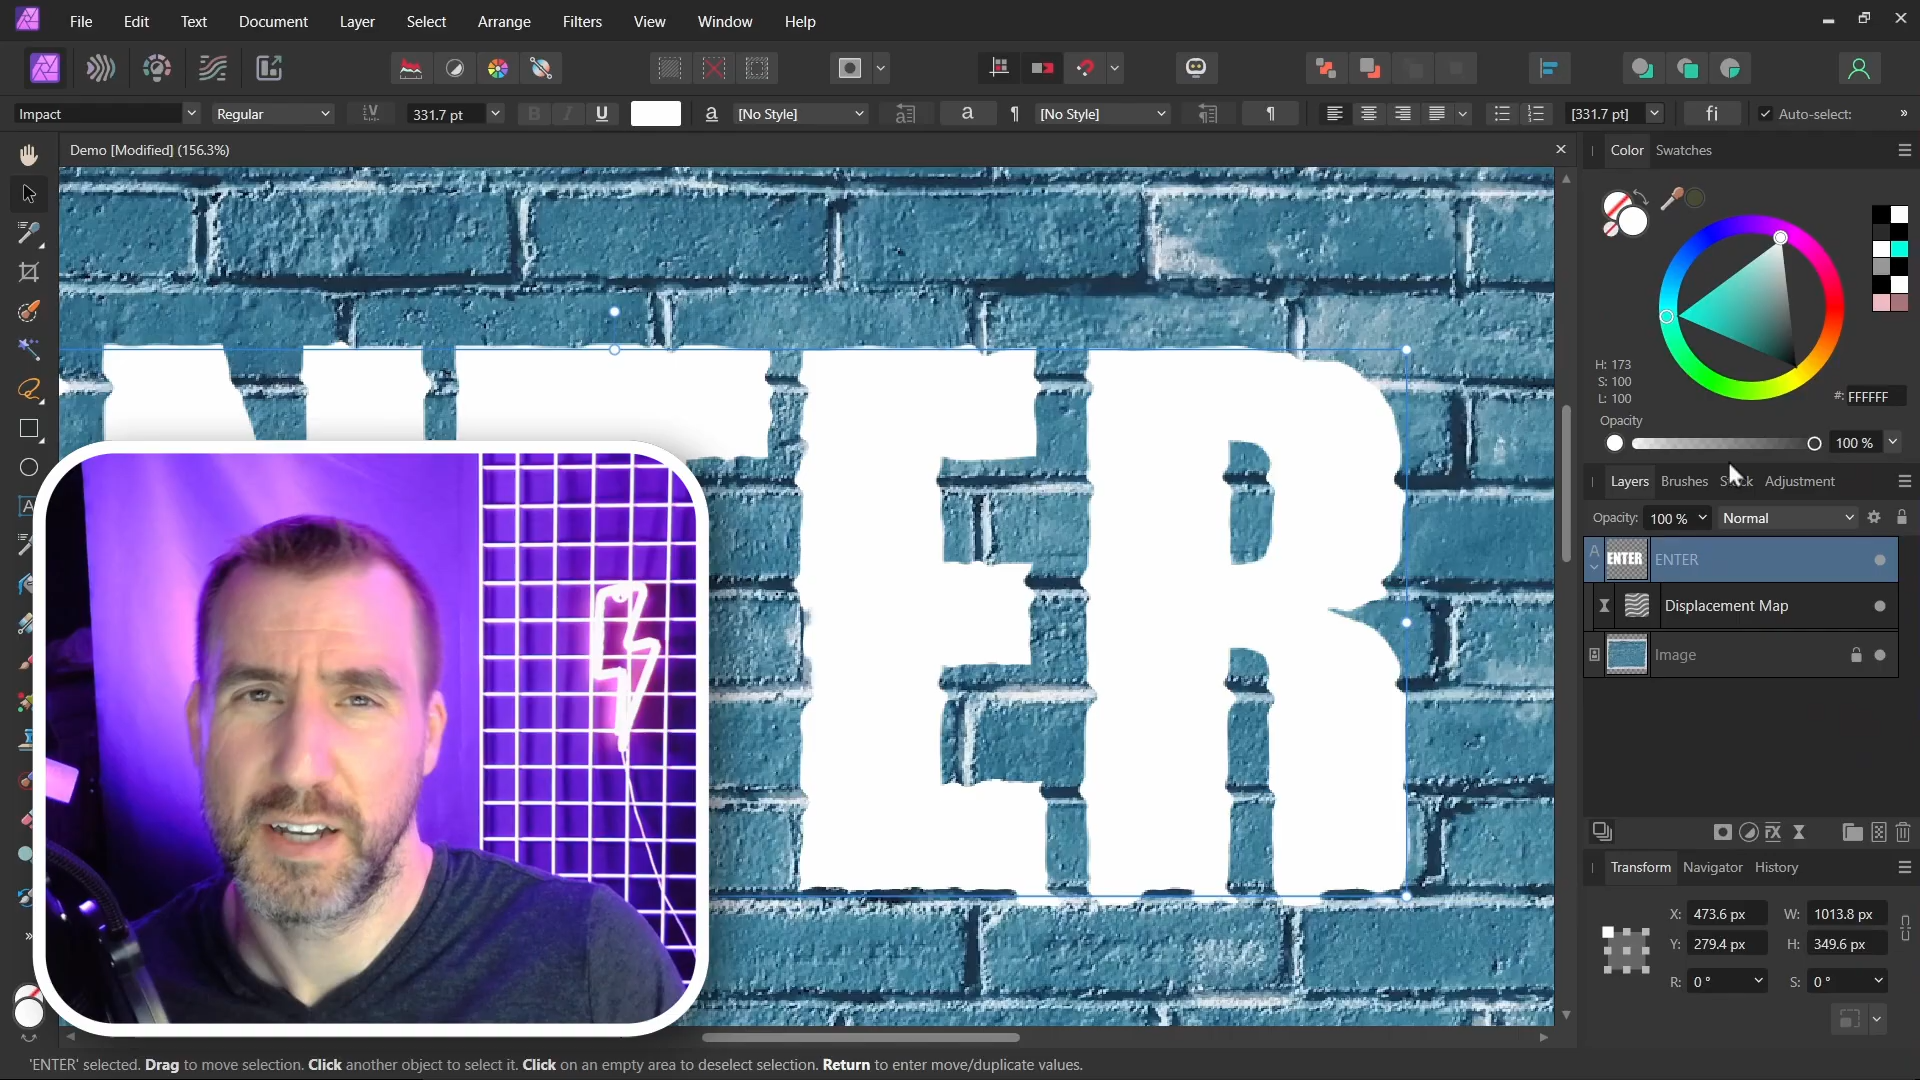 File Edit Text Document Layer Select Arrange Filters View Window Help
Impact Regular 331.7 pt B I U a [No Style] a ¶ [No Style] ¶ [331.7 pt] fi Auto-select: »
Demo [Modified] (156.3%)
Color Swatches
H: 173
S: 100
L: 100
#: FFFFFF
Opacity
100 %
Layers Brushes Stock Adjustment
Opacity: 100 % Normal
A ENTER ENTER
Displacement Map
Image
Transform Navigator History
X: 473.6 px W: 1013.8 px
Y: 279.4 px H: 349.6 px
R: 0 ° S: 0 °
'ENTER' selected. Drag to move selection. Click another object to select it. Click on an empty area to deselect selection. Return to enter move/duplicate values.